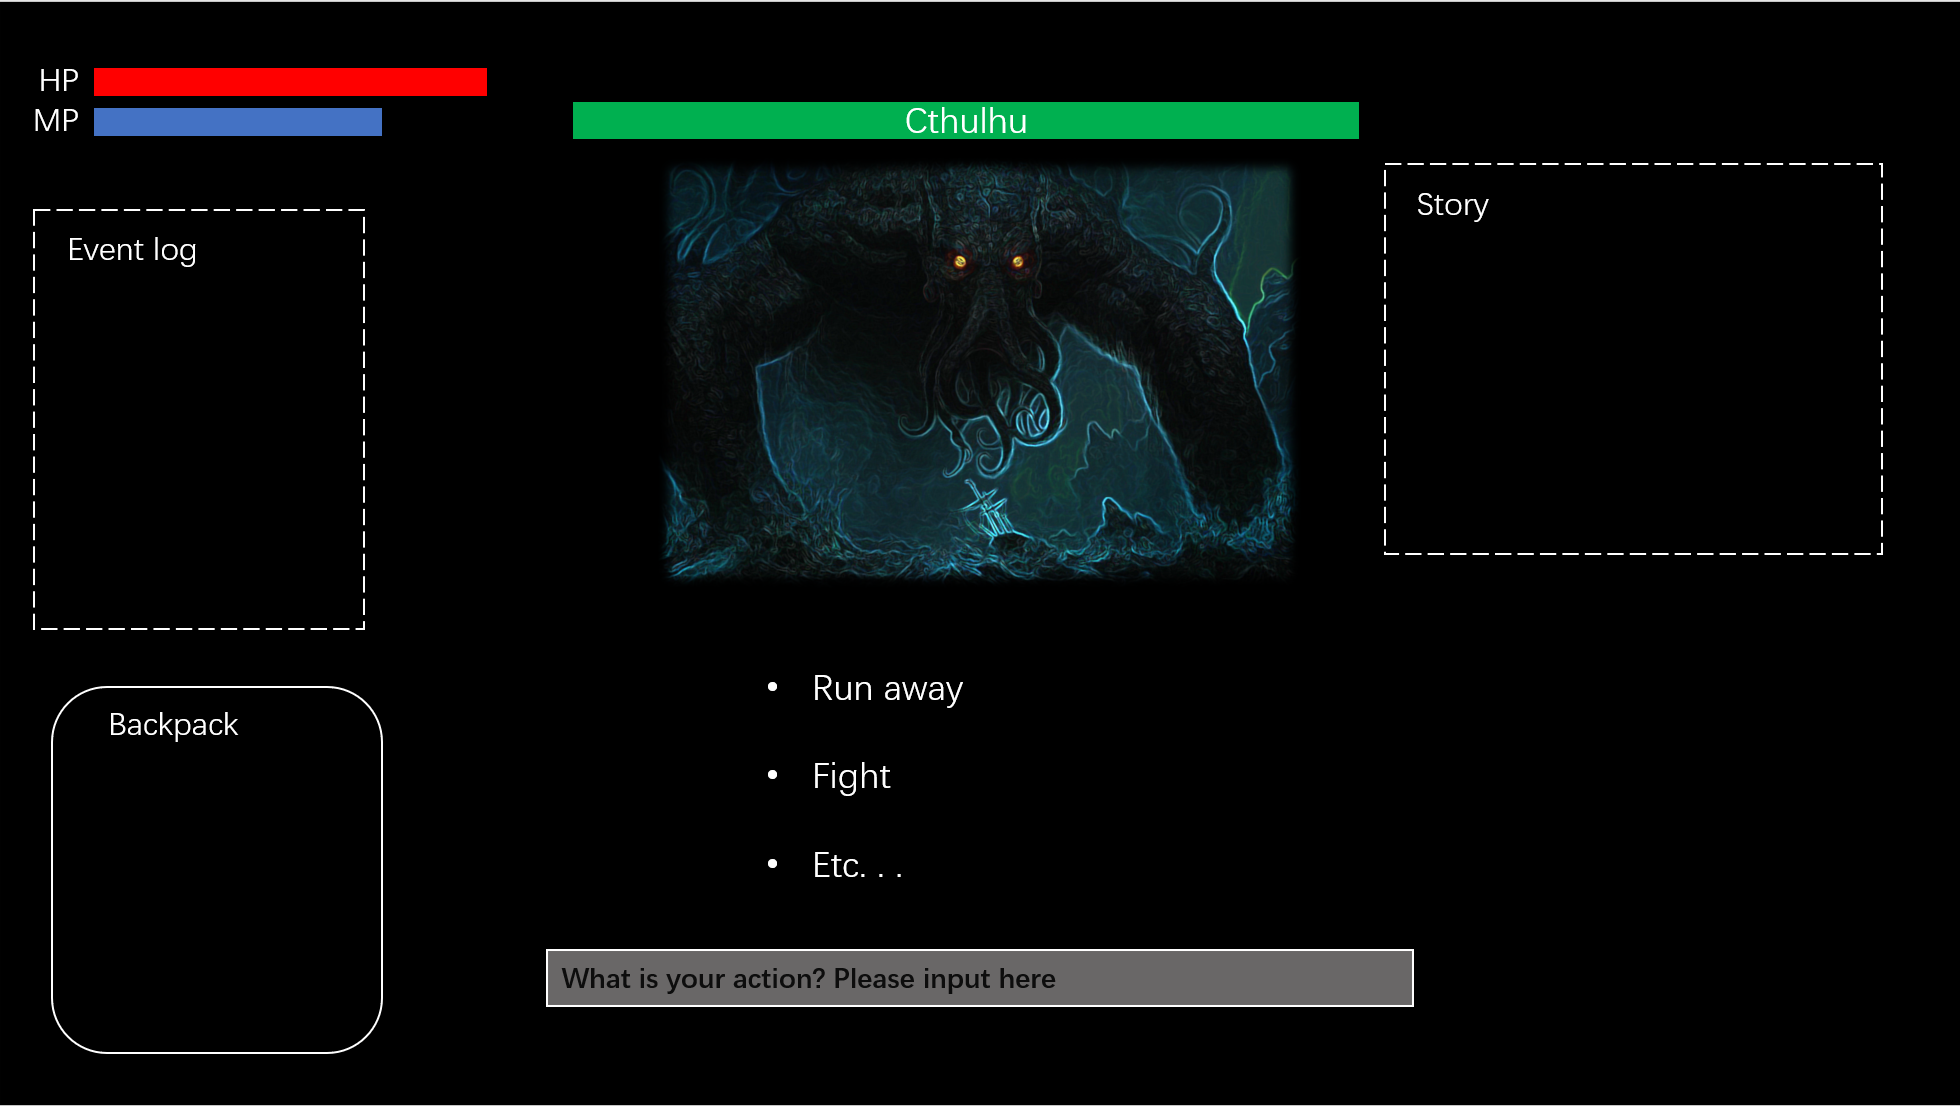 HP
MP
Cthulhu
Event log
Story
Backpack
• Run away
• Fight
• Etc. . .
What is your action? Please input here